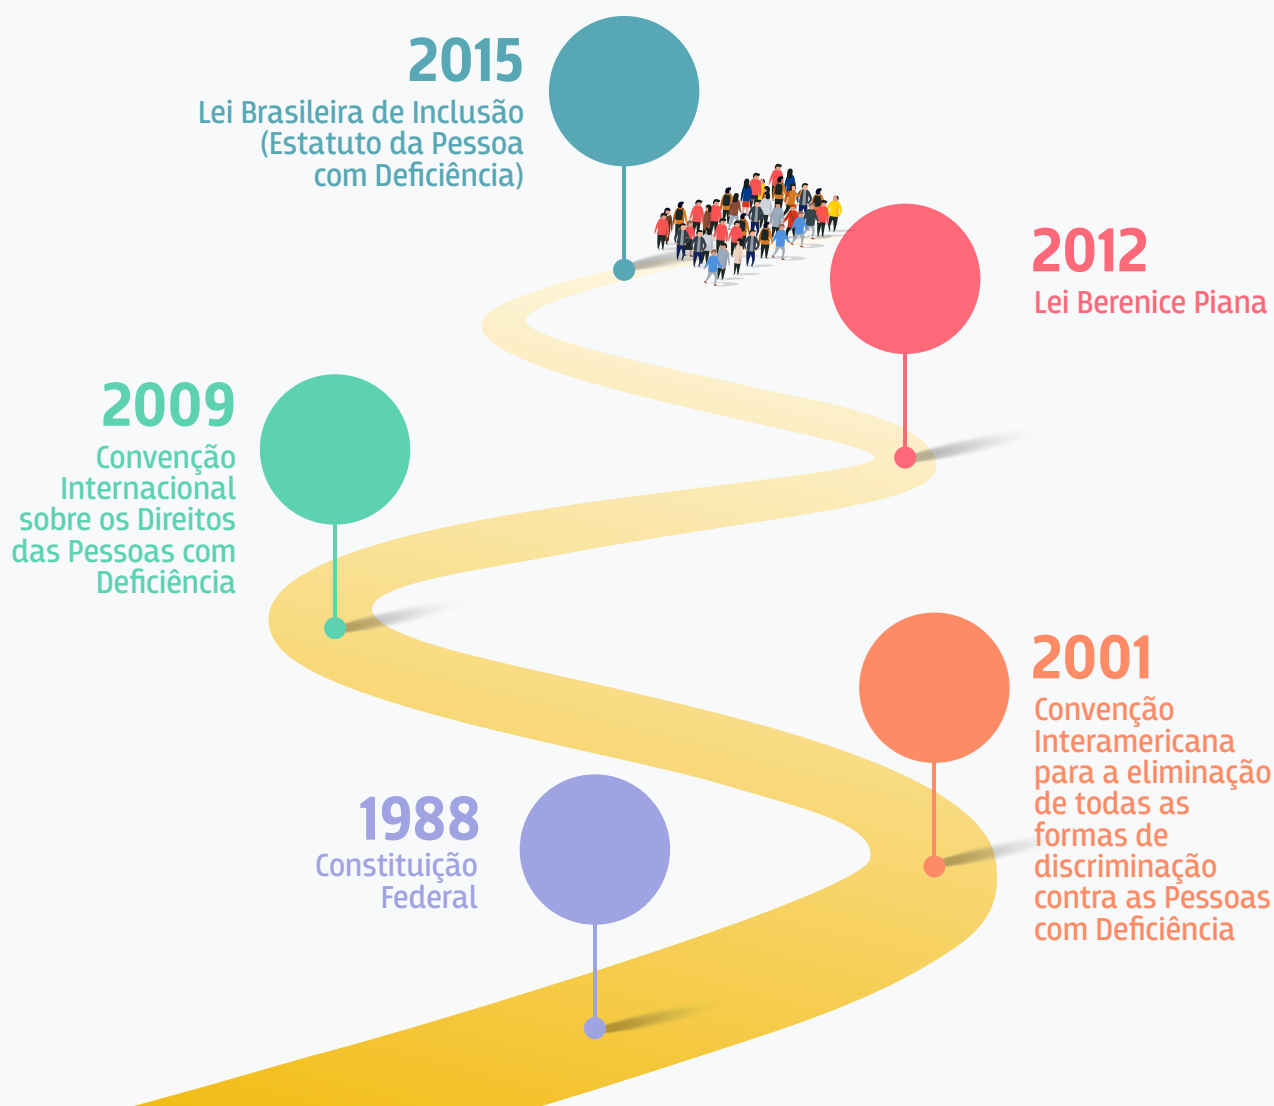 2015
Lei Brasileira de Inclusão
(Estatuto da Pessoa
com Deficiência)
2012
Lei Berenice Piana
2009
Convenção
Internacional
sobre os Direitos
das Pessoas com
Deficiência
2001
Convenção
Interamericana
para a eliminação
de todas as
formas de
discriminação
contra as Pessoas
com Deficiência
1988
Constituição
Federal